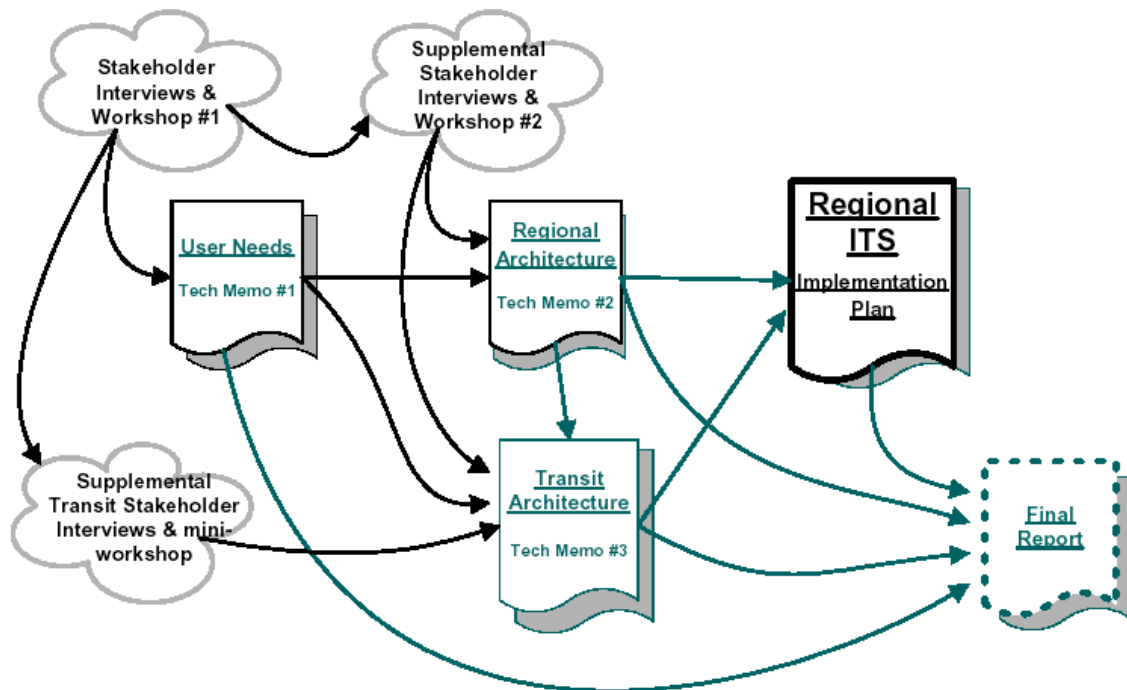 Stakeholder
Interviews &
Workshop #1
Supplemental
Stakeholder
Interviews &
Workshop #2
User Needs
Tech Memo #1
Regional
Architecture
Tech Memo #2
Regional
ITS
Implementation
Plan
Supplemental
Transit Stakeholder
Interviews & mini-
workshop
Transit
Architecture
Tech Memo #3
Final
Report